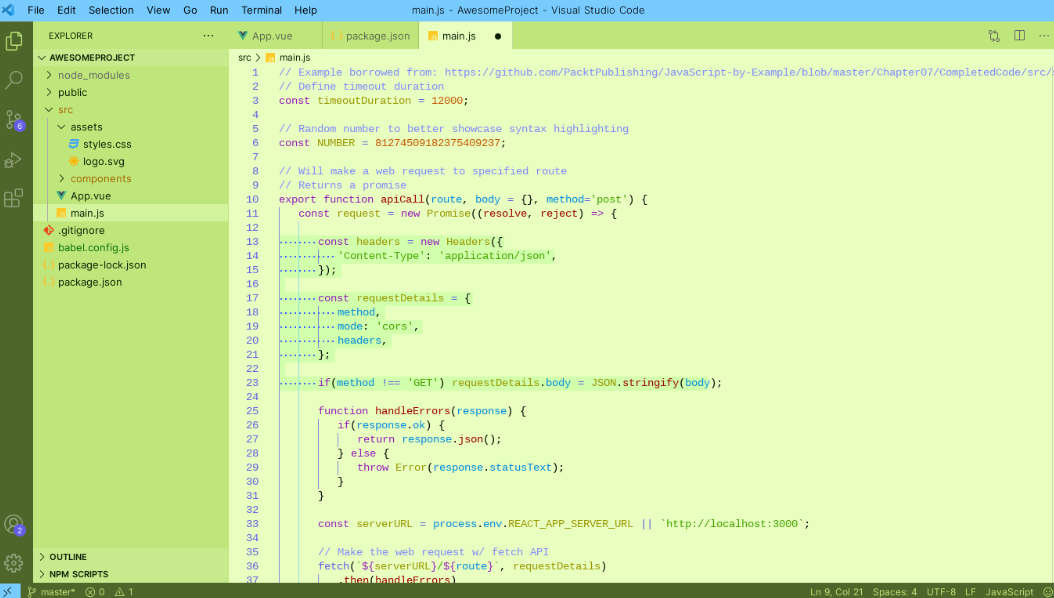 File Edit Selection View Go Run Terminal Help
main.js - AwesomeProject - Visual Studio Code
EXPLORER
AWESOMEPROJECT
node_modules
public
src
assets
styles.css
logo.svg
components
App.vue
main.js
.gitignore
babel.config.js
package-lock.json
package.json
OUTLINE
NPM SCRIPTS
6
2
App.vue
package.json
main.js
src main.js
1 // Example borrowed from: https://github.com/PacktPublishing/JavaScript-by-Example/blob/master/Chapter07/CompletedCode/src/
2 // Define timeout duration
3 const timeoutDuration = 12000;
4
5 // Random number to better showcase syntax highlighting
6 const NUMBER = 81274509182375409237;
7
8 // Will make a web request to specified route
9 // Returns a promise
10 export function apiCall(route, body = {}, method='post') {
11 const request = new Promise((resolve, reject) => {
12
13 const headers = new Headers({
14 'Content-Type': 'application/json',
15 });
16
17 const requestDetails = {
18 method,
19 mode: 'cors',
20 headers,
21 };
22
23 if(method !== 'GET') requestDetails.body = JSON.stringify(body);
24
25 function handleErrors(response) {
26 if(response.ok) {
27 return response.json();
28 } else {
29 throw Error(response.statusText);
30 }
31 }
32
33 const serverURL = process.env.REACT_APP_SERVER_URL || `http://localhost:3000`;
34
35 // Make the web request w/ fetch API
36 fetch(`${serverURL}/${route}`, requestDetails)
37 .then(handleErrors)
master* 0 1
Ln 9, Col 21 Spaces: 4 UTF-8 LF JavaScript